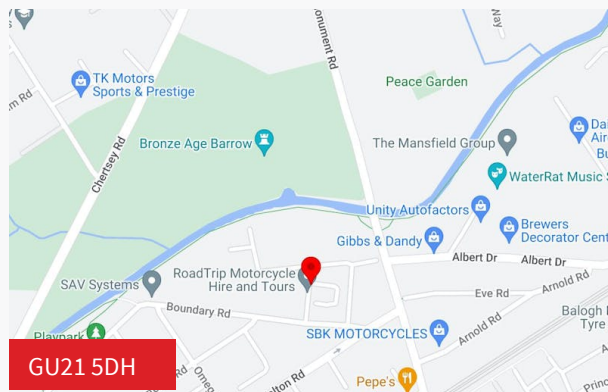 Way
Monument Rd
TK Motors
Sports & Prestige
Peace Garden
Chertsey Rd
Bronze Age Barrow
The Mansfield Group
WaterRat Music S
Unity Autofactors
Gibbs & Dandy
Brewers
Decorator Cent
RoadTrip Motorcycle
Hire and Tours
Albert Dr
Albert Dr
SAV Systems
Arnold Rd
Eve Rd
Boundary Rd
Balogh
Tyre
SBK MOTORCYCLES
Arnold Rd
Playpark
GU21 5DH
Pepe's